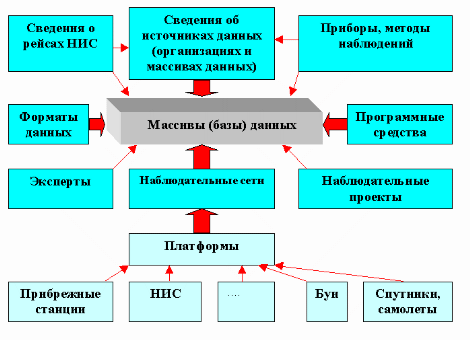 Сведения о
рейсах НИС
Сведения об
источниках данных
(организациях и
массивах данных)
Приборы, методы
наблюдений
Форматы
данных
Массивы (базы) данных
Программные
средства
Эксперты
Наблюдательные сети
Наблюдательные
проекты
Платформы
Прибрежные
станции
НИС
....
Буи
Спутники,
самолеты